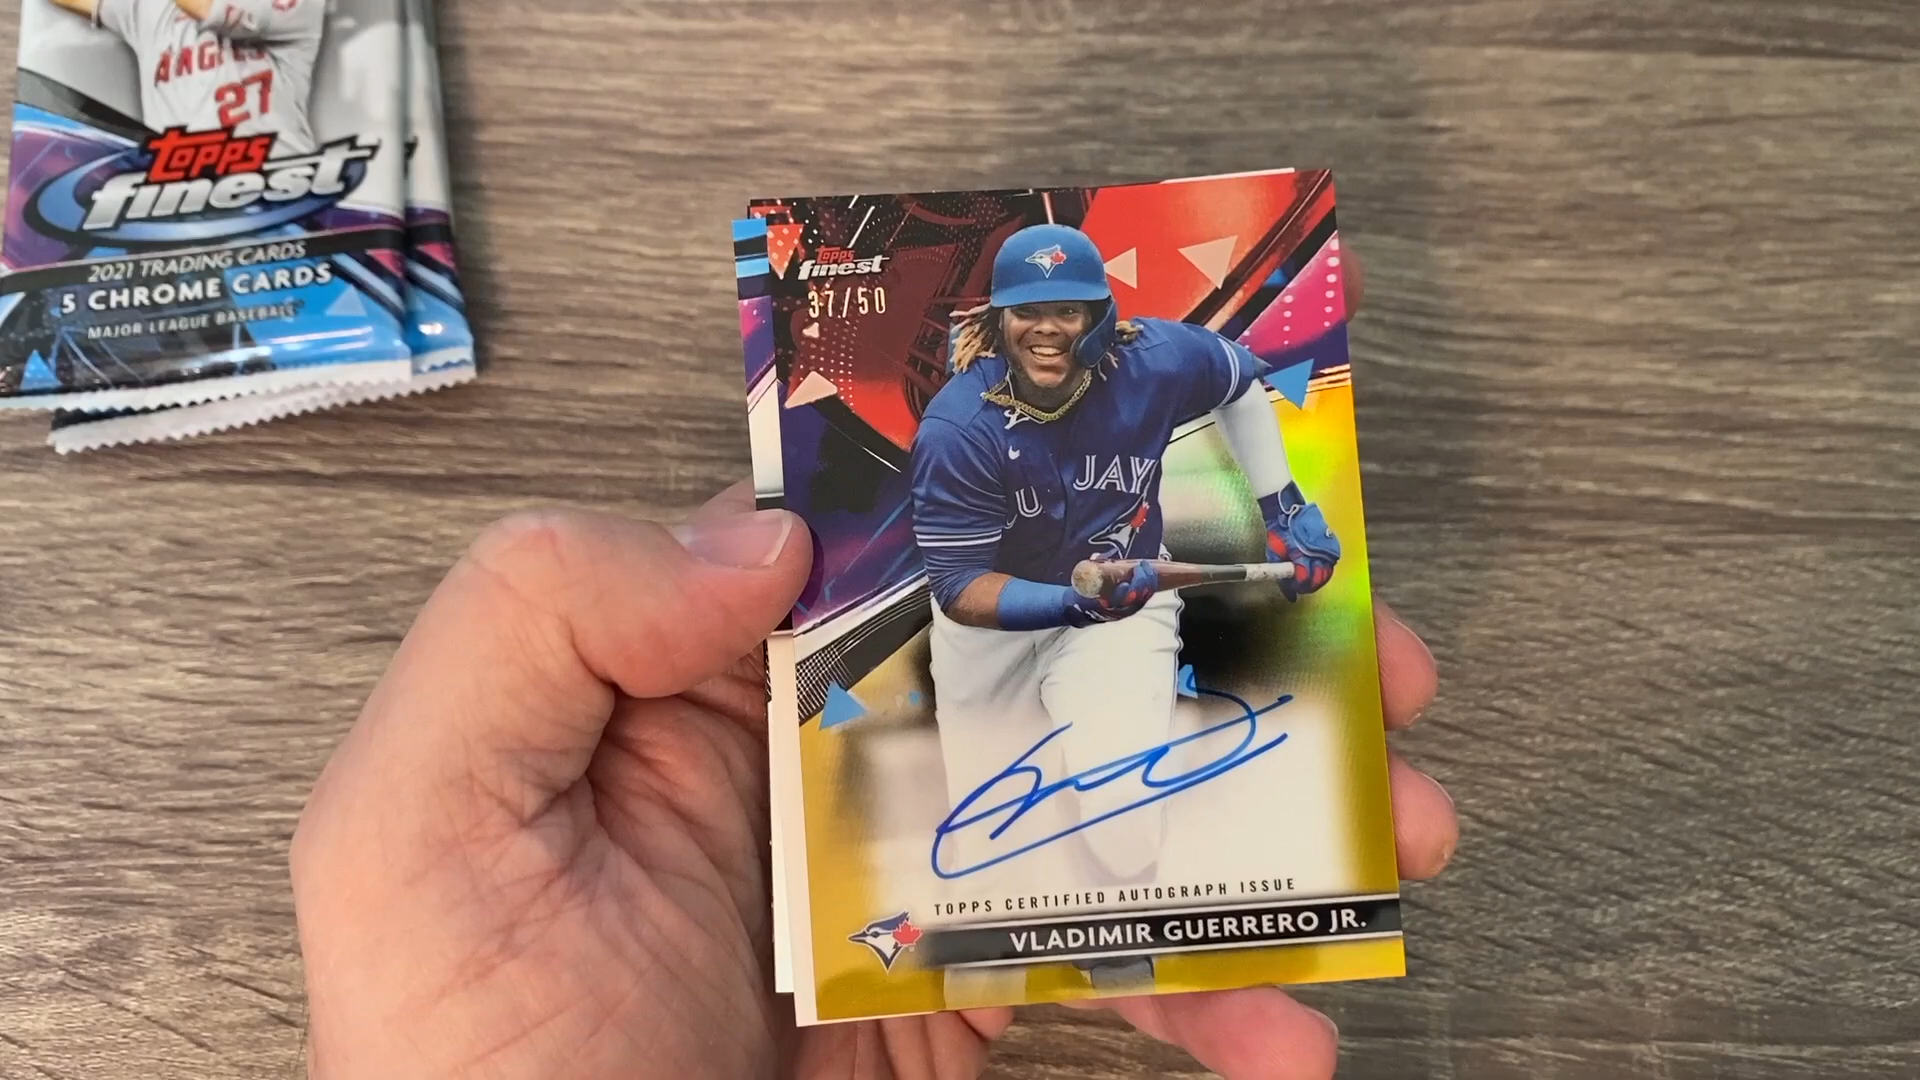 ANGELS
27
TOPPS
finest
2021 TRADING CARDS
5 CHROME CARDS
MAJOR LEAGUE BASEBALL
TOPPS
finest
37/50
U JAY
TOPPS CERTIFIED AUTOGRAPH ISSUE
VLADIMIR GUERRERO JR.